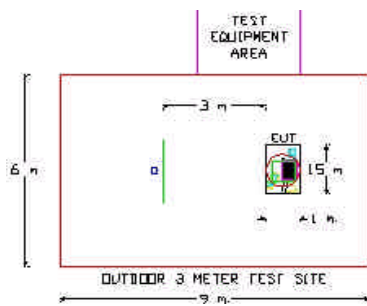 TEST
EQUIPMENT
AREA
3 m
EUT
6 m
1.5 m
1 m.
OUTDOOR 3 METER TEST SITE
9 m.